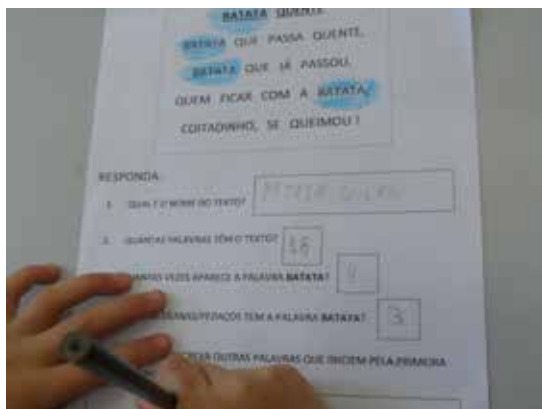 BATATA QUENTE
BATATA QUE PASSA QUENTE,
BATATA QUE JÁ PASSOU,
QUEM FICAR COM A BATATA,
COITADINHO, SE QUEIMOU!
RESPONDA:
1. QUAL É O NOME DO TEXTO?
2. QUANTAS PALAVRAS TÊM O TEXTO?
VEZES APARECE A PALAVRA BATATA? 4
TEM A PALAVRA BATATA? 3
OUTRAS PALAVRAS QUE INICIEM PELA PRIMEIRA